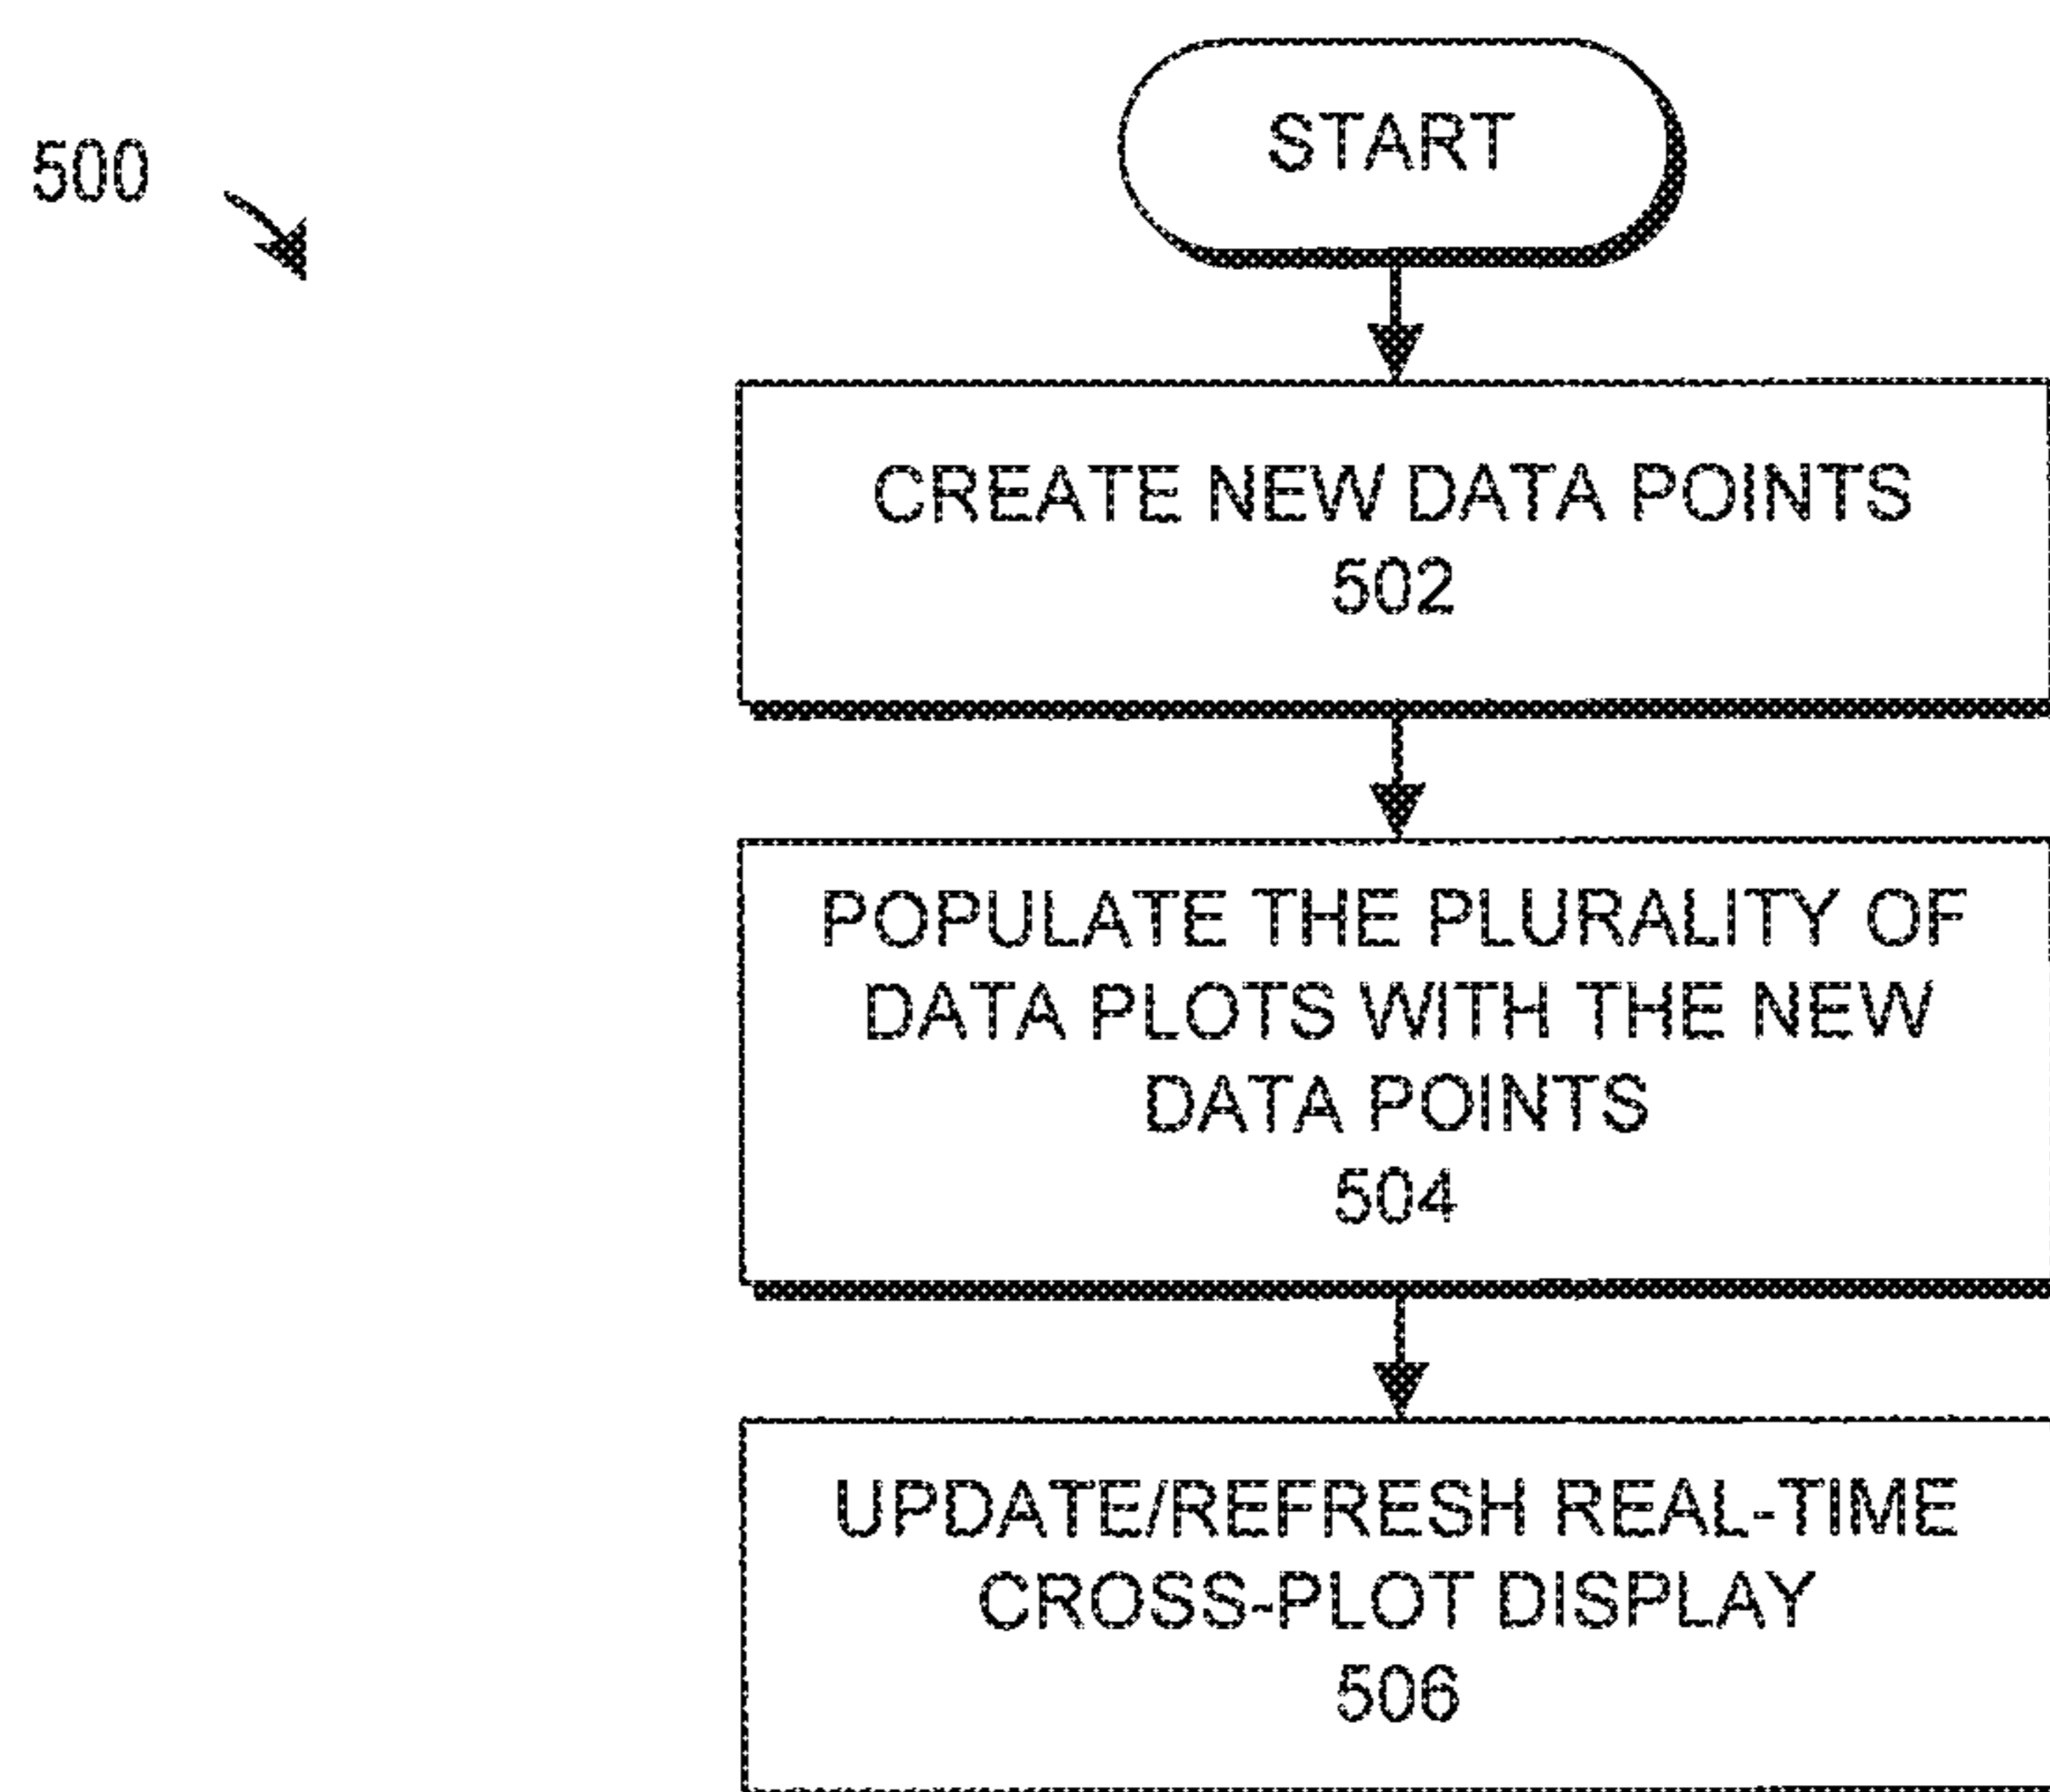 500
START
CREATE NEW DATA POINTS
502
POPULATE THE PLURALITY OF
DATA PLOTS WITH THE NEW
DATA POINTS
504
UPDATE/REFRESH REAL-TIME
CROSS-PLOT DISPLAY
506